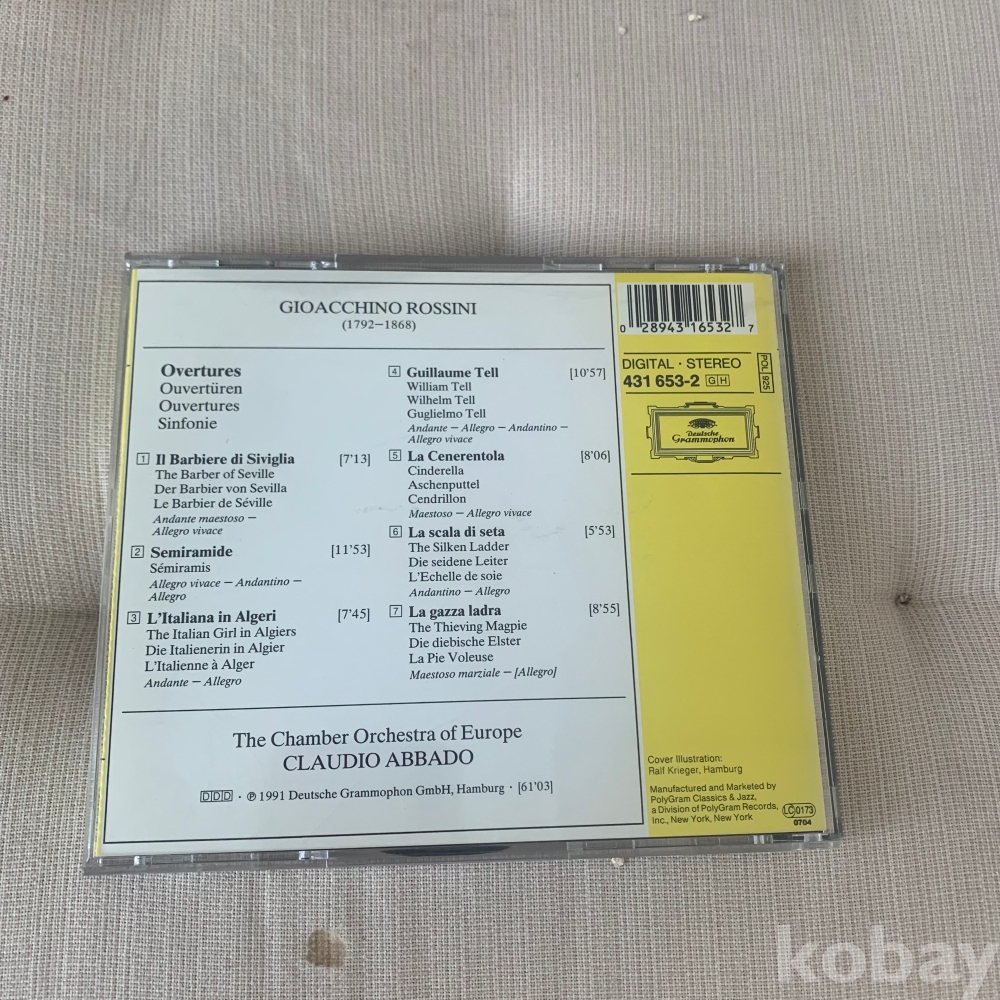 GIOACCHINO ROSSINI
(1792–1868)
Overtures
Ouvertüren
Ouvertures
Sinfonie
1 Il Barbiere di Siviglia [7'13]
The Barber of Seville
Der Barbier von Sevilla
Le Barbier de Séville
Andante maestoso –
Allegro vivace
2 Semiramide [11'53]
Sémiramis
Allegro vivace – Andantino –
Allegro
3 L'Italiana in Algeri [7'45]
The Italian Girl in Algiers
Die Italienerin in Algier
L'Italienne à Alger
Andante – Allegro
4 Guillaume Tell [10'57]
William Tell
Wilhelm Tell
Guglielmo Tell
Andante – Allegro – Andantino –
Allegro vivace
5 La Cenerentola [8'06]
Cinderella
Aschenputtel
Cendrillon
Maestoso – Allegro vivace
6 La scala di seta [5'53]
The Silken Ladder
Die seidene Leiter
L'Echelle de soie
Andantino – Allegro
7 La gazza ladra [8'55]
The Thieving Magpie
Die diebische Elster
La Pie Voleuse
Maestoso marziale – [Allegro]
The Chamber Orchestra of Europe
CLAUDIO ABBADO
DDD · ℗ 1991 Deutsche Grammophon GmbH, Hamburg · [61'03]
0 28943 16532 7
DIGITAL · STEREO
431 653-2 GH
POL 925
Deutsche
Grammophon
Cover Illustration:
Ralf Krieger, Hamburg
Manufactured and Marketed by
PolyGram Classics & Jazz,
a Division of PolyGram Records,
Inc., New York, New York
LC 0173
0704
kobay